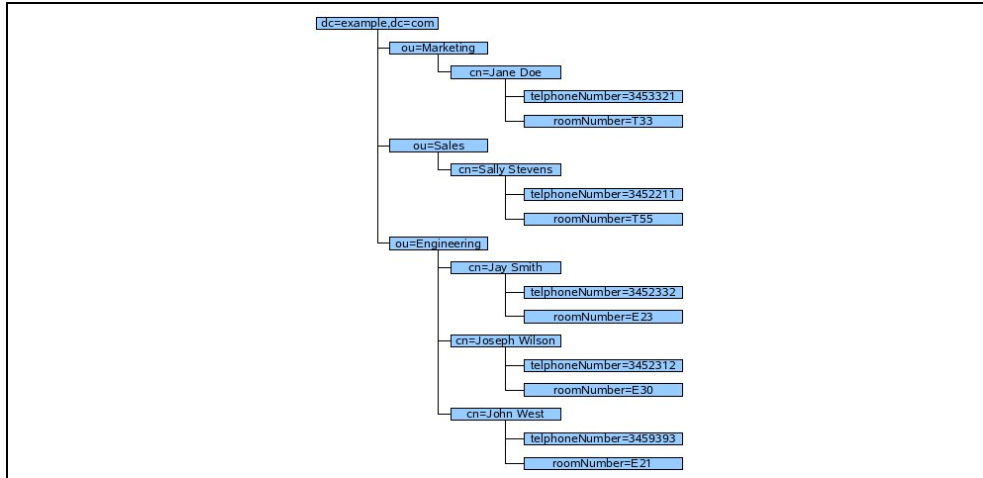 dc=example,dc=com
ou=Marketing
cn=Jane Doe
telphoneNumber=3453321
roomNumber=T33
ou=Sales
cn=Sally Stevens
telphoneNumber=3452211
roomNumber=T55
ou=Engineering
cn=Jay Smith
telphoneNumber=3452332
roomNumber=E23
cn=Joseph Wilson
telphoneNumber=3452312
roomNumber=E30
cn=John West
telphoneNumber=3459393
roomNumber=E21